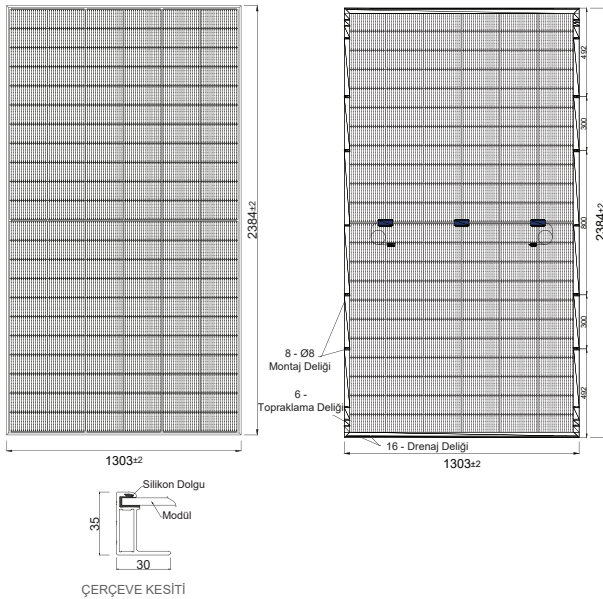 2384±2
1303±2
492
300
800
300
492
2384±2
8 - Ø8
Montaj Deliği
6 -
Topraklama Deliği
16 - Drenaj Deliği
1303±2
Silikon Dolgu
Modül
35
30
ÇERÇEVE KESİTİ